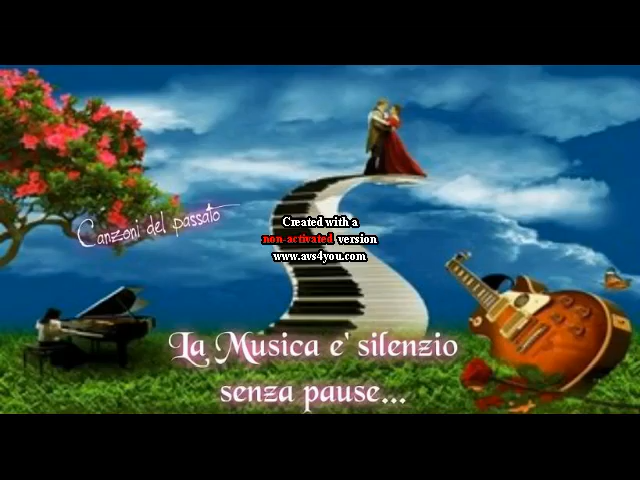 Canzoni del passato
Created with a
non-activated version
www.avs4you.com
La Musica e' silenzio
senza pause...